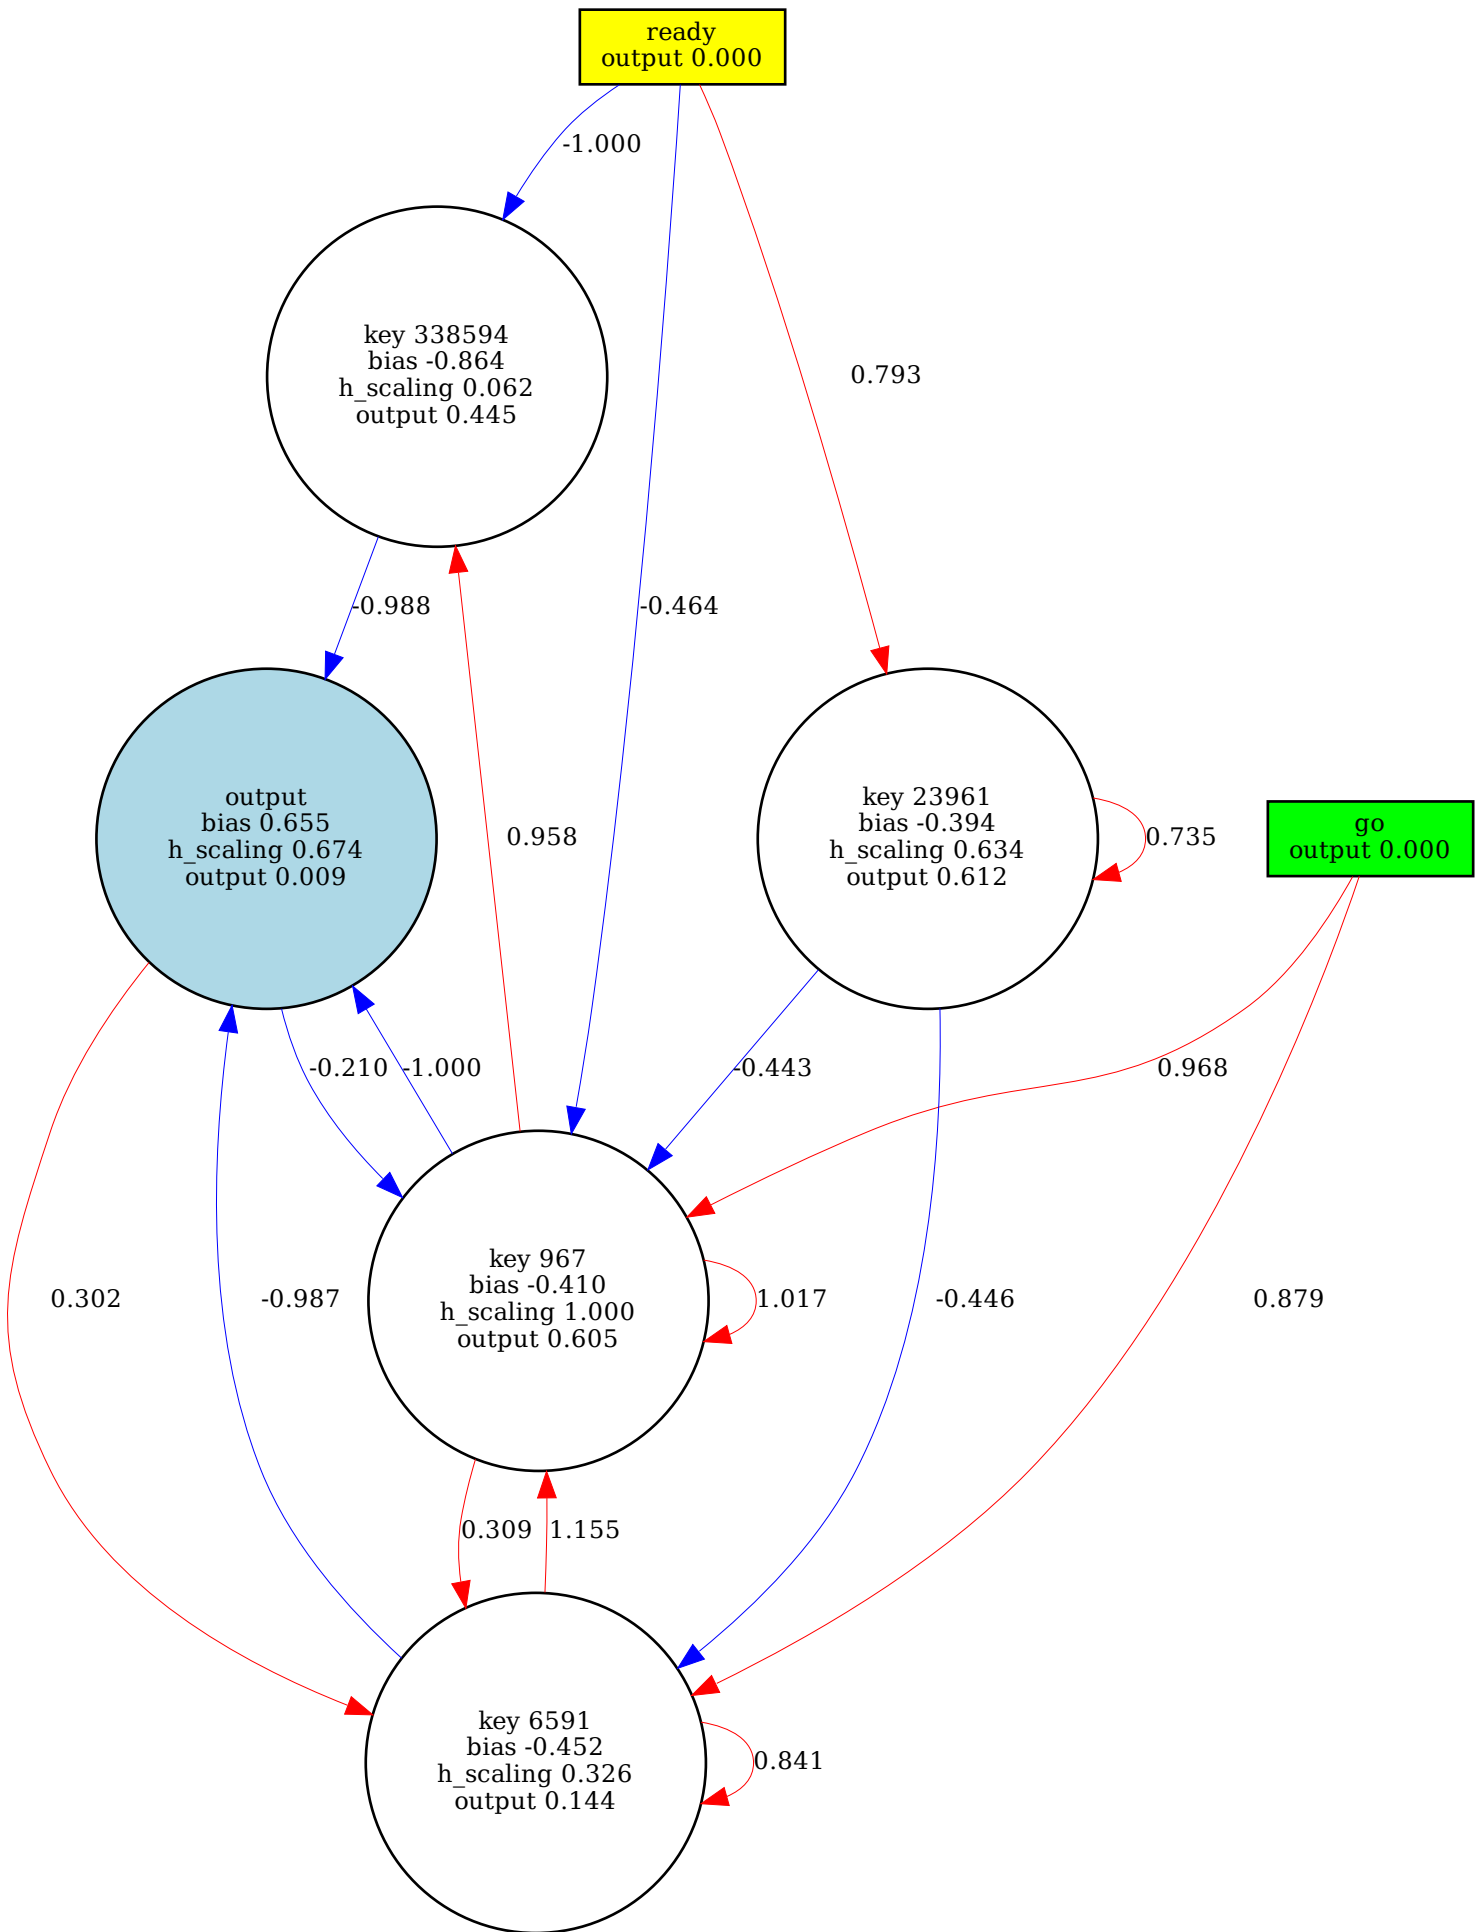 ready
output 0.000
-1.000
key 338594
bias -0.864
h_scaling 0.062
output 0.445
0.793
-0.988
-0.464
output
bias 0.655
h_scaling 0.674
output 0.009
0.958
key 23961
bias -0.394
h_scaling 0.634
output 0.612
0.735
go
output 0.000
-0.210
-1.000
-0.443
0.968
0.302
-0.987
key 967
bias -0.410
h_scaling 1.000
output 0.605
1.017
-0.446
0.879
0.309
1.155
key 6591
bias -0.452
h_scaling 0.326
output 0.144
0.841